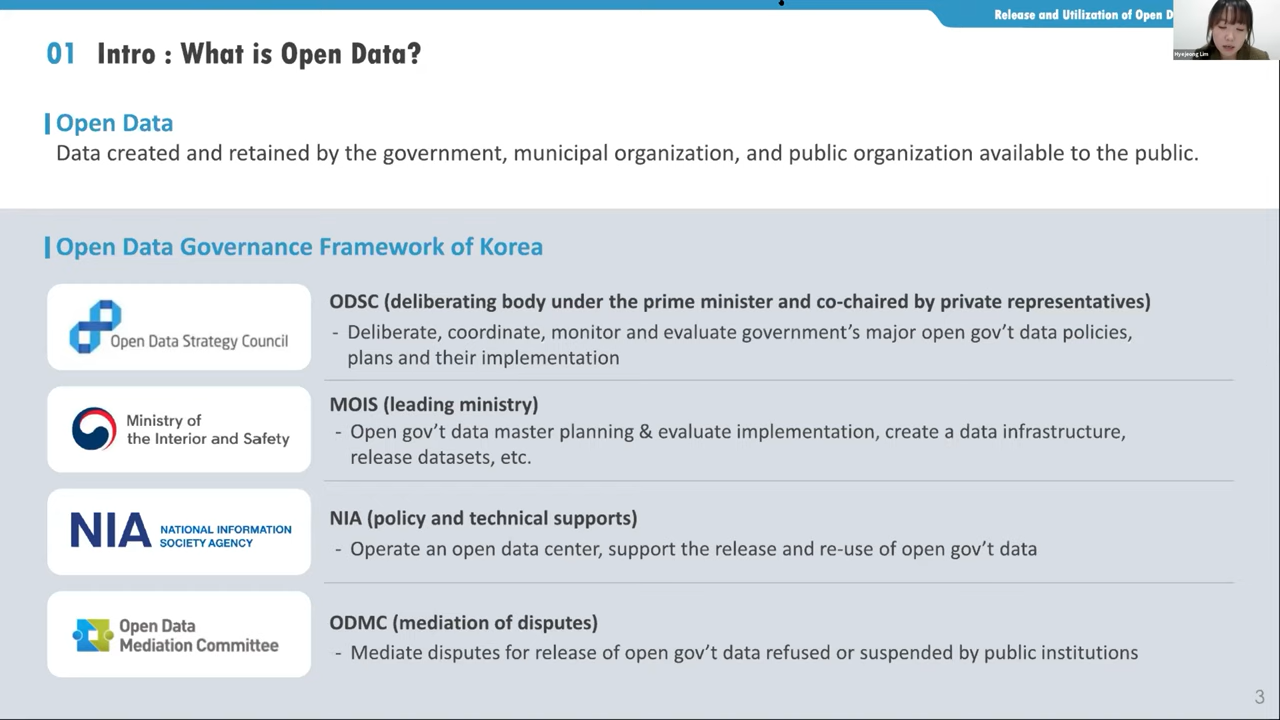 Release and Utilization of Open D
Hyejeong Lim
01 Intro : What is Open Data?
Open Data
Data created and retained by the government, municipal organization, and public organization available to the public.
Open Data Governance Framework of Korea
Open Data Strategy Council
ODSC (deliberating body under the prime minister and co-chaired by private representatives)
- Deliberate, coordinate, monitor and evaluate government's major open gov't data policies,
plans and their implementation
Ministry of
the Interior and Safety
MOIS (leading ministry)
- Open gov't data master planning & evaluate implementation, create a data infrastructure,
release datasets, etc.
NIA NATIONAL INFORMATION
SOCIETY AGENCY
NIA (policy and technical supports)
- Operate an open data center, support the release and re-use of open gov't data
Open Data
Mediation Committee
ODMC (mediation of disputes)
- Mediate disputes for release of open gov't data refused or suspended by public institutions
3